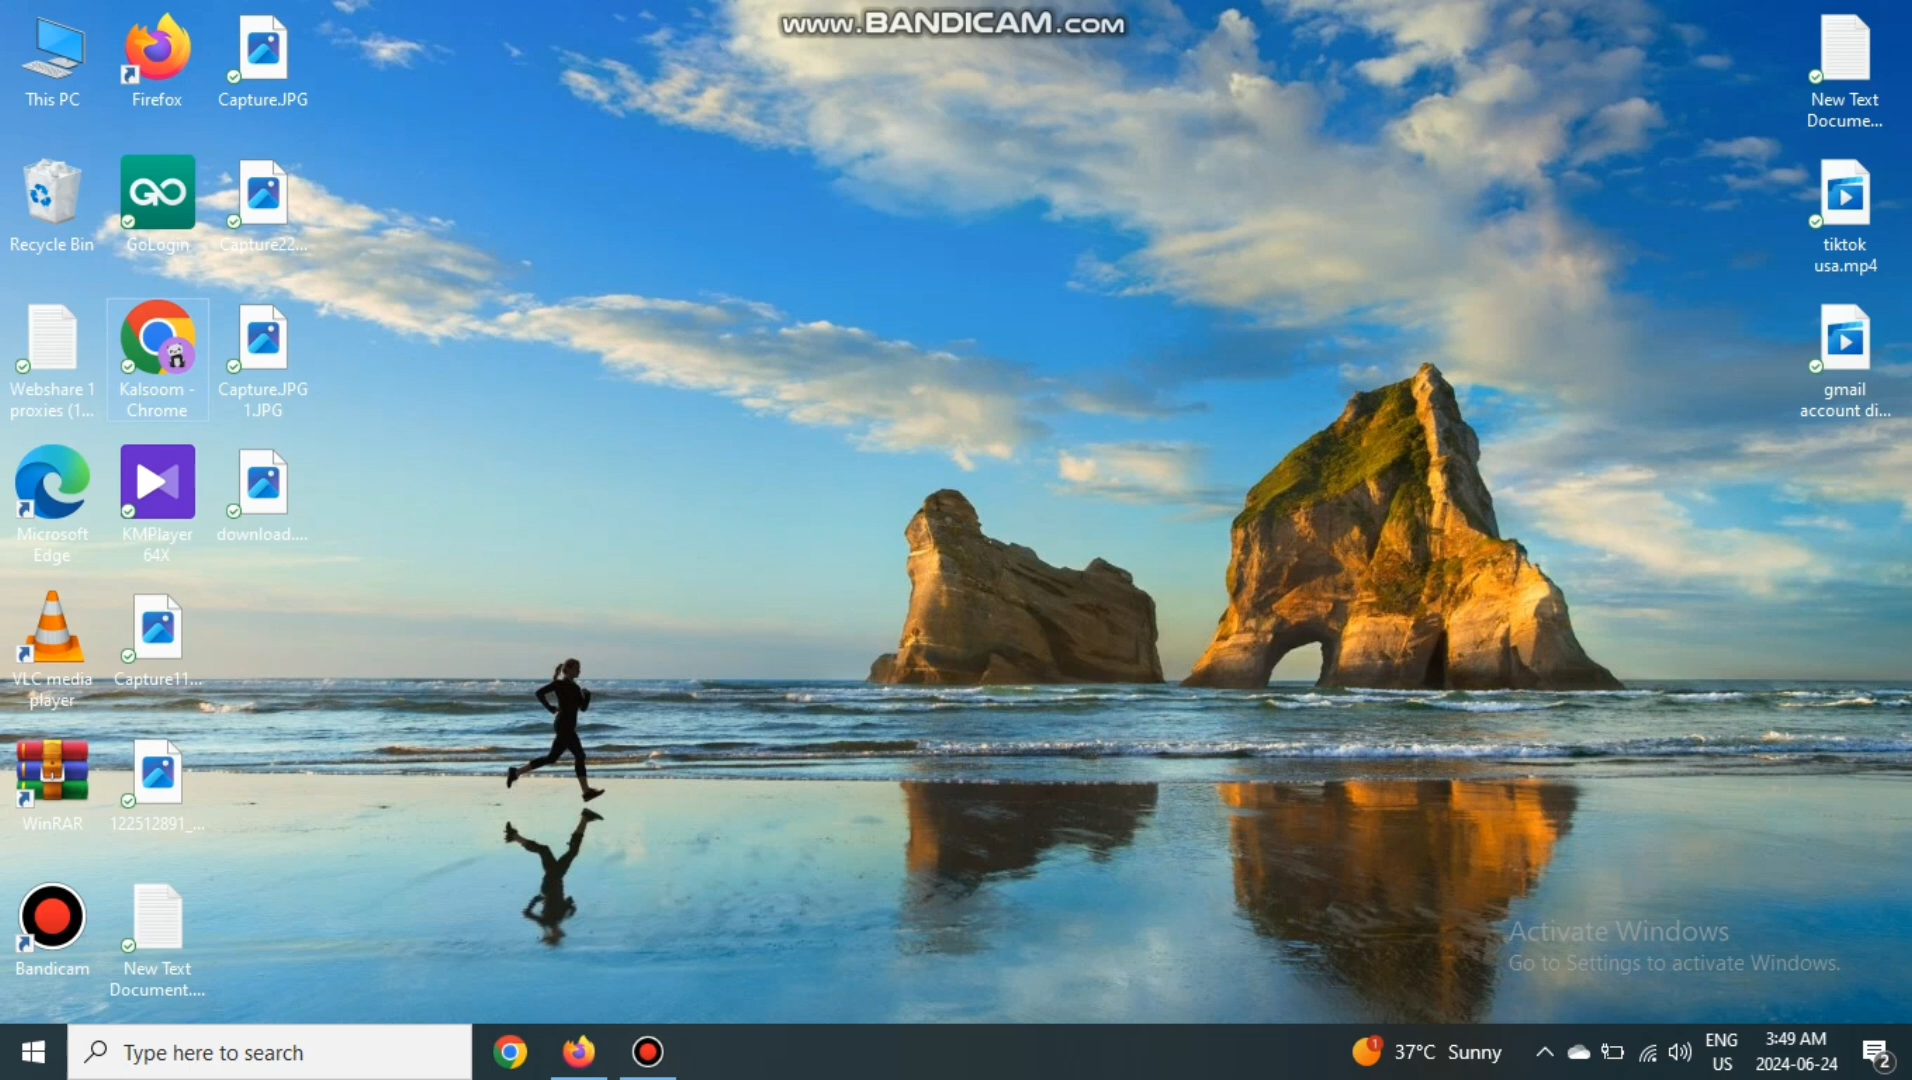 www.BANDICAM.com
This PC
Firefox
Capture.JPG
New Text
Docume...
Recycle Bin
GoLogin
Capture22...
tiktok
usa.mp4
Webshare 1
proxies (1...
Kalsoom -
Chrome
Capture.JPG
1.JPG
gmail
account di...
Microsoft
Edge
KMPlayer
64X
download....
VLC media
player
Capture11...
WinRAR
122512891_...
Bandicam
New Text
Document....
Activate Windows
Go to Settings to activate Windows.
Type here to search
1
37°C Sunny
ENG
US
3:49 AM
2024-06-24
2